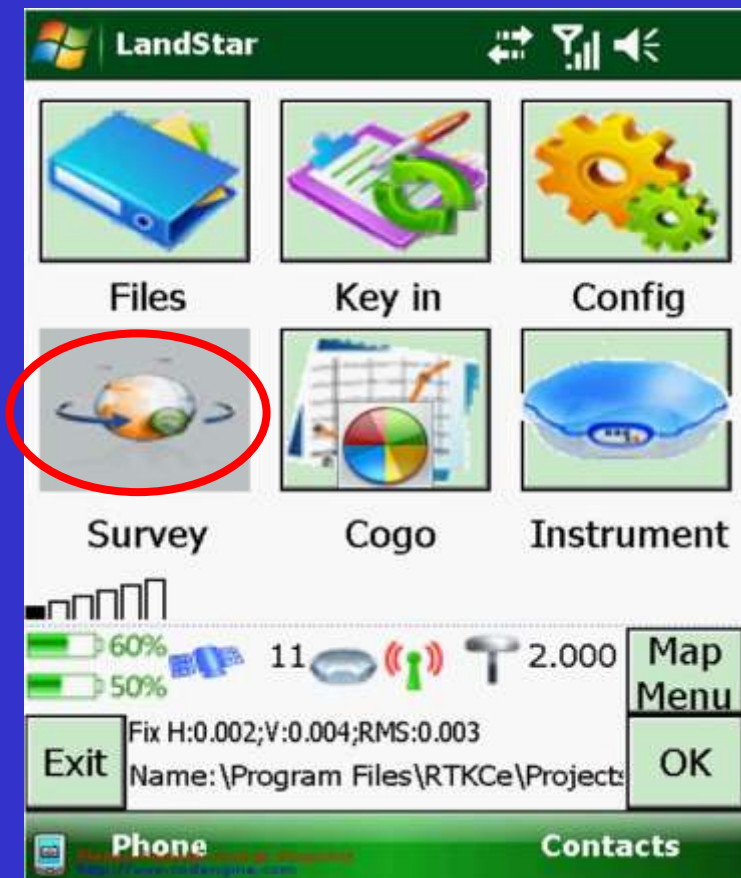 LandStar
Files Key in Config
Survey Cogo Instrument
60%
50%
11 2.000 Map Menu
Fix H:0.002;V:0.004;RMS:0.003
Exit Name:\Program Files\RTKCe\Projects OK
Phone Contacts